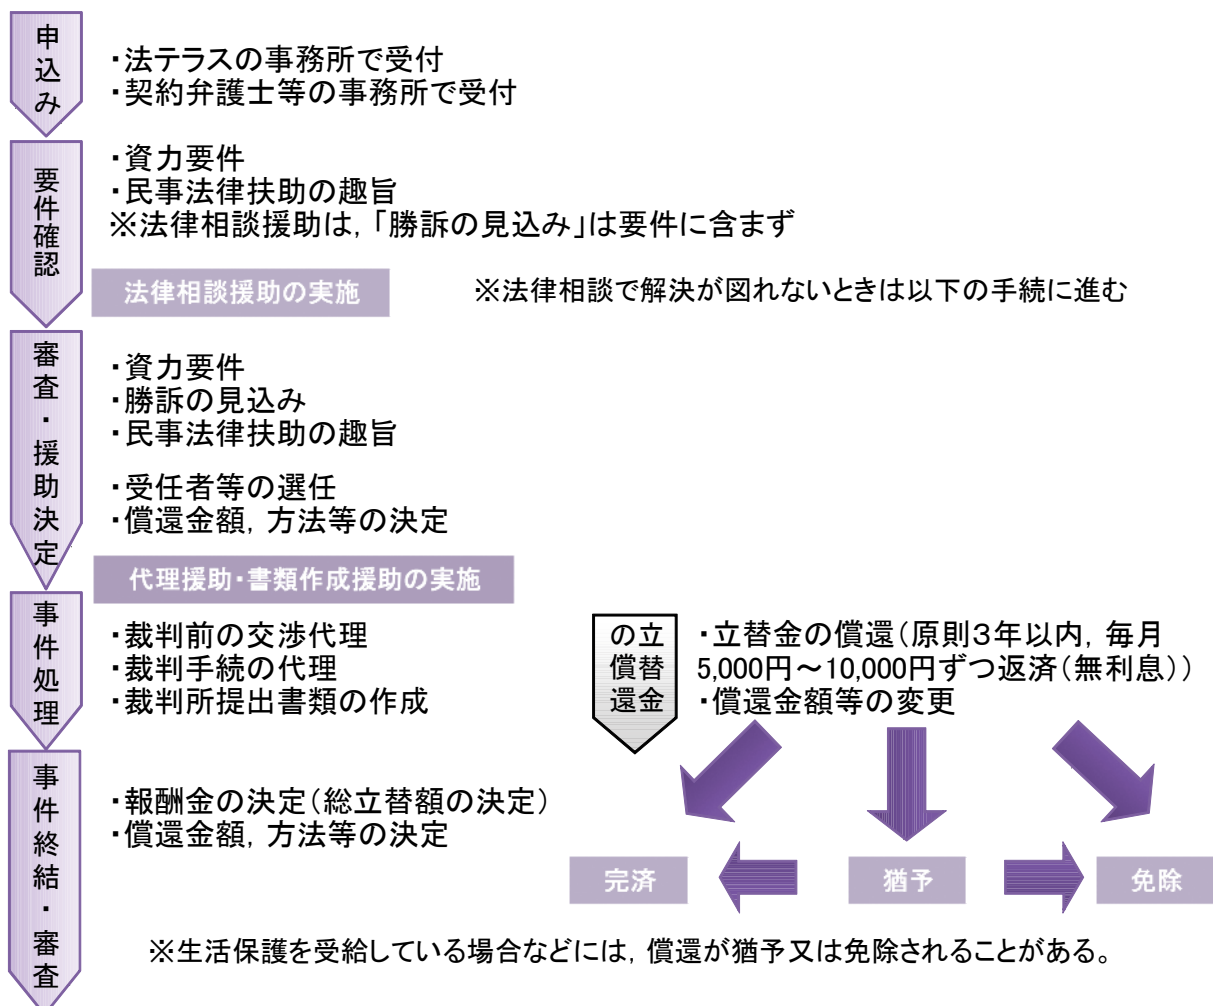 申込み
・法テラスの事務所で受付
・契約弁護士等の事務所で受付
要件確認
・資力要件
・民事法律扶助の趣旨
※法律相談援助は，「勝訴の見込み」は要件に含まず
法律相談援助の実施
※法律相談で解決が図れないときは以下の手続に進む
審査・援助決定
・資力要件
・勝訴の見込み
・民事法律扶助の趣旨
・受任者等の選任
・償還金額，方法等の決定
代理援助・書類作成援助の実施
事件処理
・裁判前の交渉代理
・裁判手続の代理
・裁判所提出書類の作成
立替金
の償還
・立替金の償還（原則３年以内，毎月
5,000円～10,000円ずつ返済（無利息））
・償還金額等の変更
事件終結・審査
・報酬金の決定（総立替額の決定）
・償還金額，方法等の決定
完済
猶予
免除
※生活保護を受給している場合などには，償還が猶予又は免除されることがある。